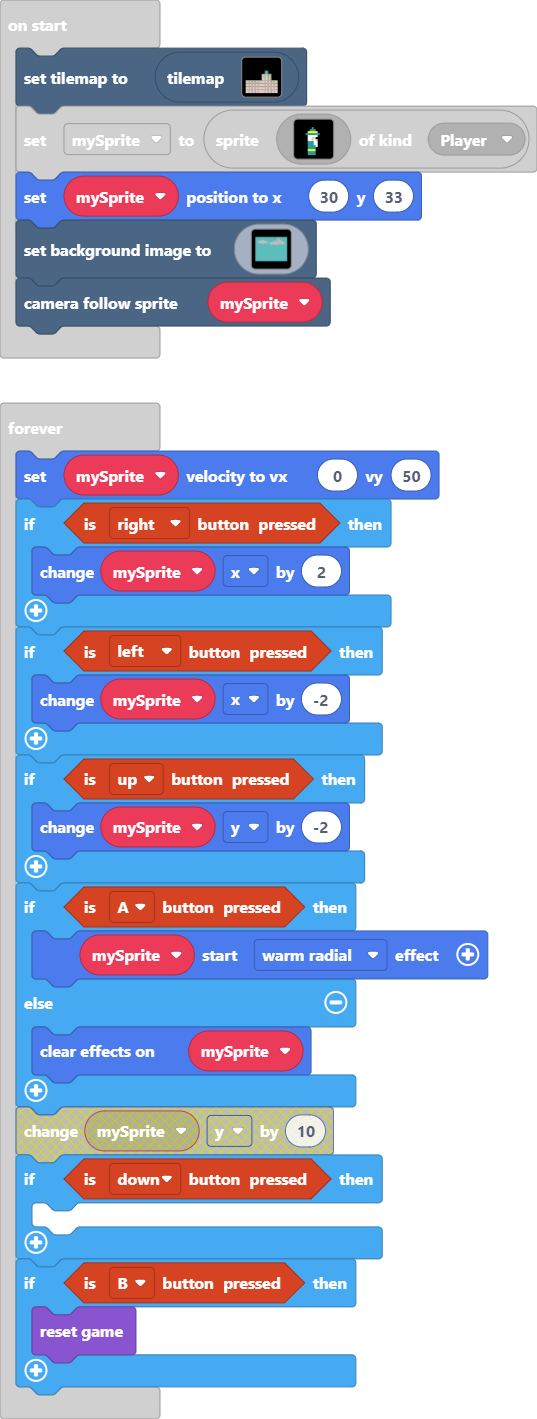 on start
set tilemap to tilemap
set mySprite to sprite of kind Player
set mySprite position to x 30 y 33
set background image to
camera follow sprite mySprite
forever
set mySprite velocity to vx 0 vy 50
if is right button pressed then
change mySprite x by 2
if is left button pressed then
change mySprite x by -2
if is up button pressed then
change mySprite y by -2
if is A button pressed then
mySprite start warm radial effect
else
clear effects on mySprite
change mySprite y by 10
if is down button pressed then
if is B button pressed then
reset game